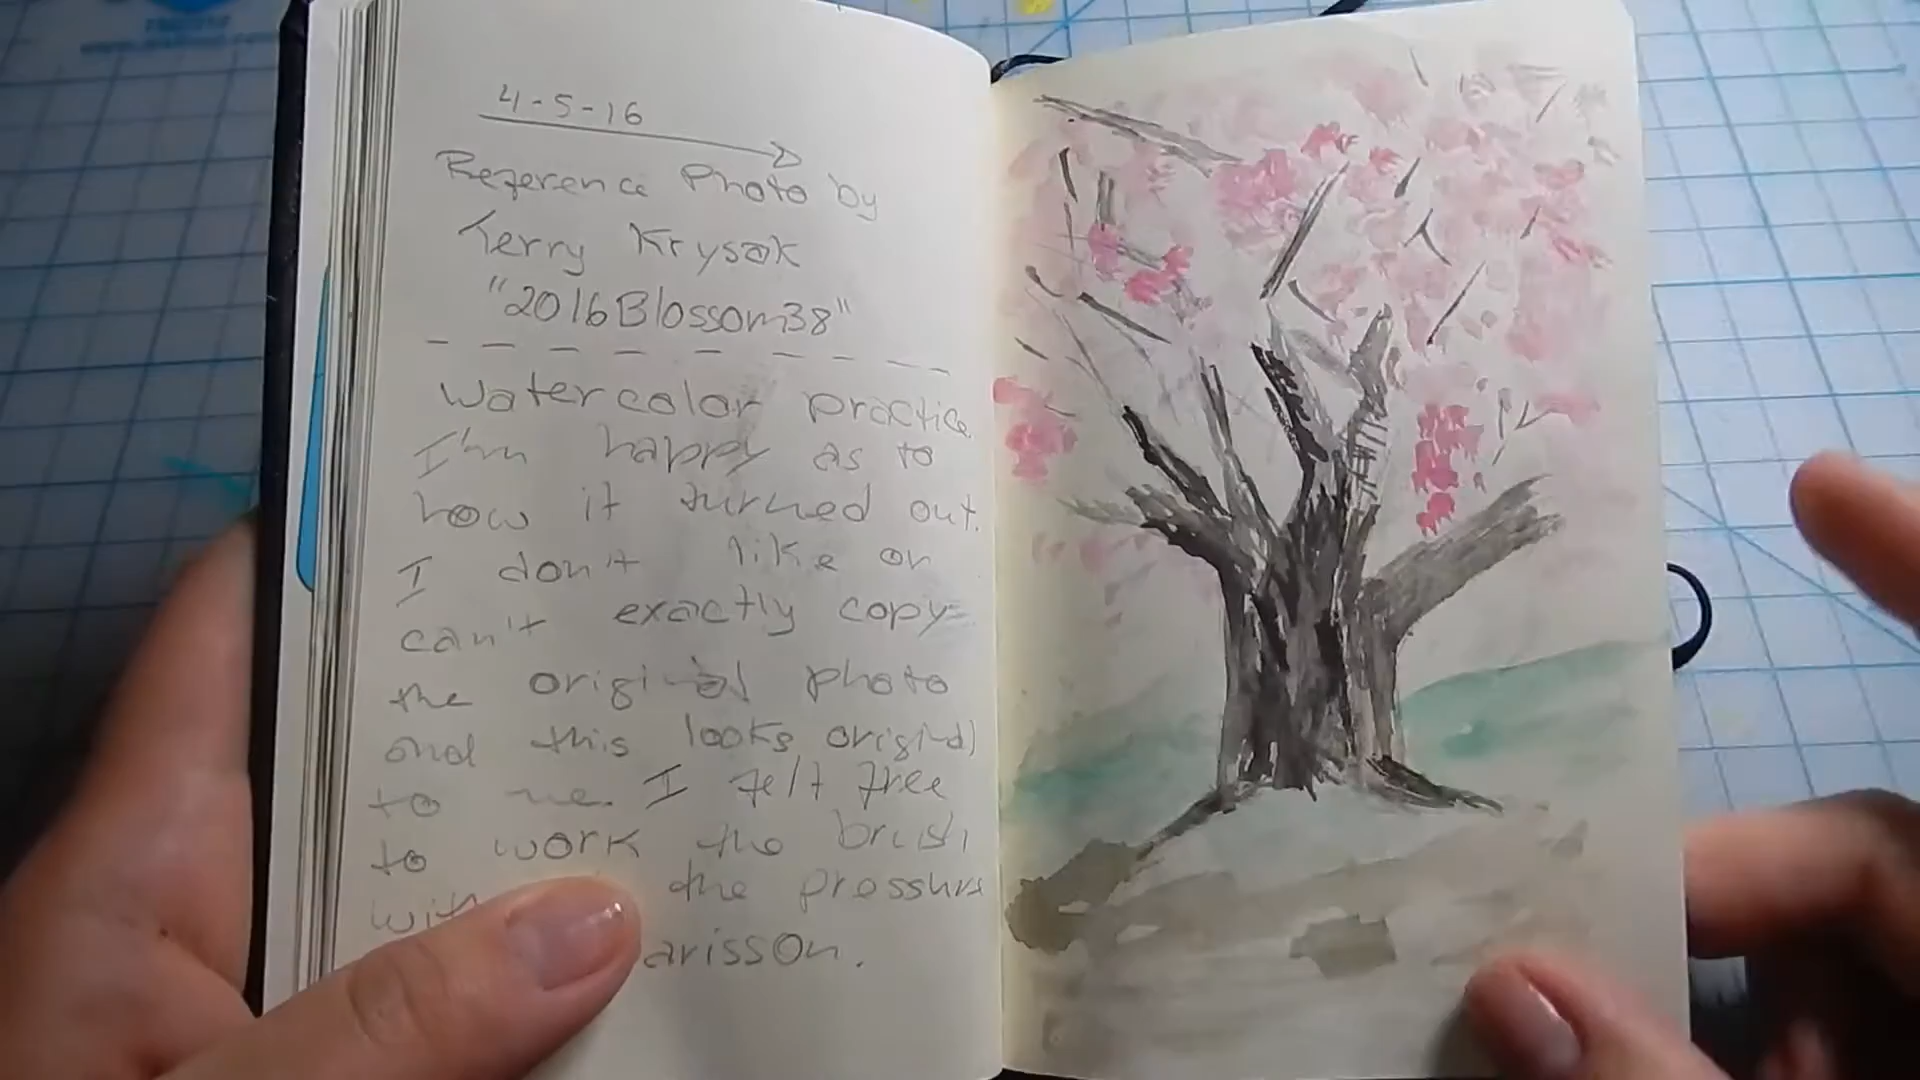 4-5-16
Reference Photo by
Terry Krysak
"2016Blossom38"
watercolor practice
I'm happy as to
how it turned out.
I don't like or
can't exactly copy
the original photo
and this looks original
to me. I felt free
to work the brush
the pressure
arisson.